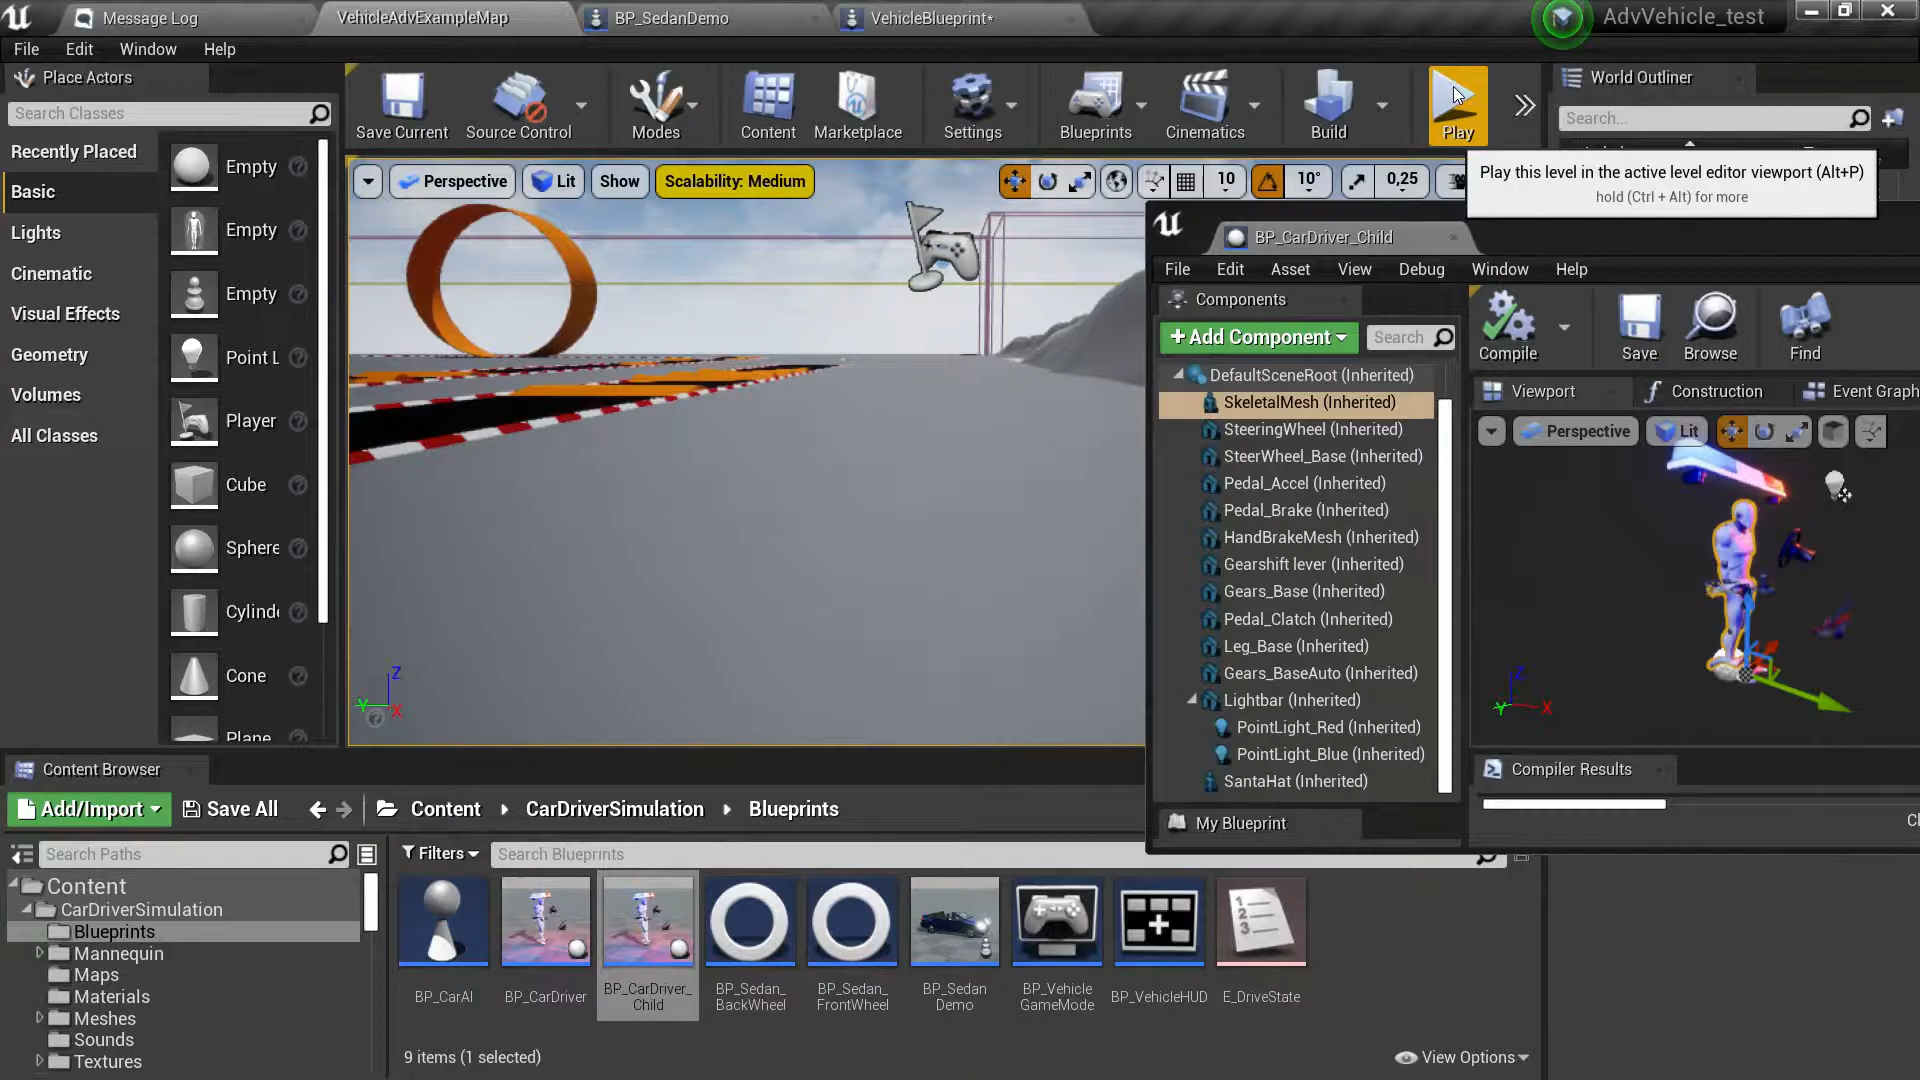 Message Log
VehicleAdvExampleMap
BP_SedanDemo
VehicleBlueprint*
AdvVehicle_test
File Edit Window Help
Place Actors
Search Classes
Recently Placed
Basic
Lights
Cinematic
Visual Effects
Geometry
Volumes
All Classes
Empty
Empty
Empty
Point L
Player
Cube
Sphere
Cylind
Cone
Plane
Save Current
Source Control
Modes
Content
Marketplace
Settings
Blueprints
Cinematics
Build
Play
World Outliner
Search...
Play this level in the active level editor viewport (Alt+P)
hold (Ctrl + Alt) for more
Perspective
Lit
Show
Scalability: Medium
10
10°
0,25
Z
Y
X
BP_CarDriver_Child
File Edit Asset View Debug Window Help
Components
+Add Component
Search
DefaultSceneRoot (Inherited)
SkeletalMesh (Inherited)
SteeringWheel (Inherited)
SteerWheel_Base (Inherited)
Pedal_Accel (Inherited)
Pedal_Brake (Inherited)
HandBrakeMesh (Inherited)
Gearshift lever (Inherited)
Gears_Base (Inherited)
Pedal_Clatch (Inherited)
Leg_Base (Inherited)
Gears_BaseAuto (Inherited)
Lightbar (Inherited)
PointLight_Red (Inherited)
PointLight_Blue (Inherited)
SantaHat (Inherited)
My Blueprint
Compile
Save
Browse
Find
Viewport
Construction
Event Graph
Perspective
Lit
Z
Y
X
Compiler Results
Cl
Content Browser
Add/Import
Save All
Content
CarDriverSimulation
Blueprints
Search Paths
Filters
Search Blueprints
Content
CarDriverSimulation
Blueprints
Mannequin
Maps
Materials
Meshes
Sounds
Textures
BP_CarAI
BP_CarDriver
BP_CarDriver_
Child
BP_Sedan_
BackWheel
BP_Sedan_
FrontWheel
BP_Sedan
Demo
BP_Vehicle
GameMode
BP_VehicleHUD
E_DriveState
9 items (1 selected)
View Options